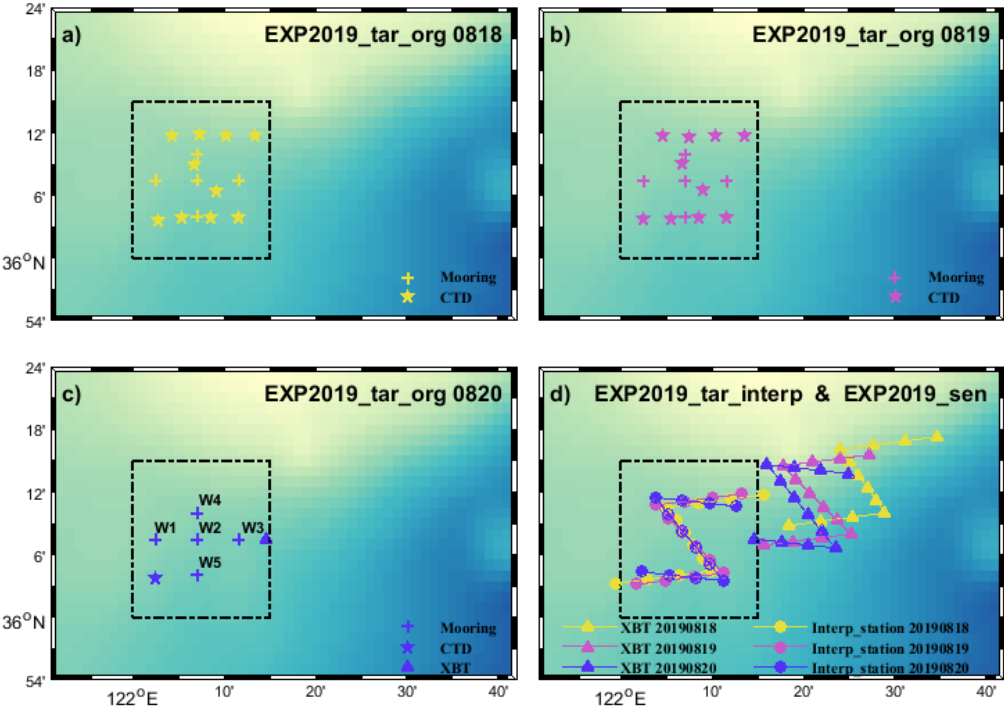 24'
a) EXP2019_tar_org 0818
b) EXP2019_tar_org 0819
18'
12'
6'
36°N
Mooring
CTD
Mooring
CTD
54'
24'
c) EXP2019_tar_org 0820
d) EXP2019_tar_interp & EXP2019_sen
18'
12'
W4
W1 W2 W3
6'
W5
36°N
Mooring
CTD
XBT
XBT 20190818 Interp_station 20190818
XBT 20190819 Interp_station 20190819
XBT 20190820 Interp_station 20190820
54'
122°E 10' 20' 30' 40'
122°E 10' 20' 30' 40'